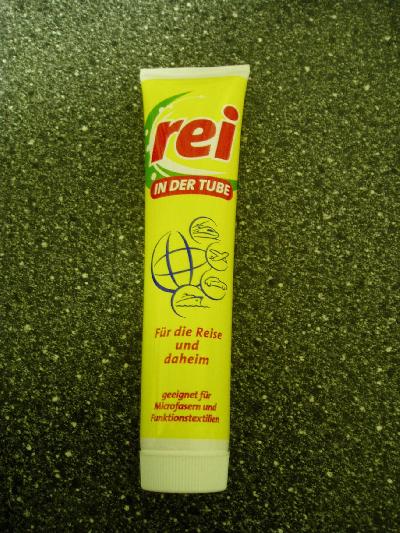 rei
IN DER TUBE
Für die Reise
und
daheim
geeignet für
Microfasern und
Funktionstextilien